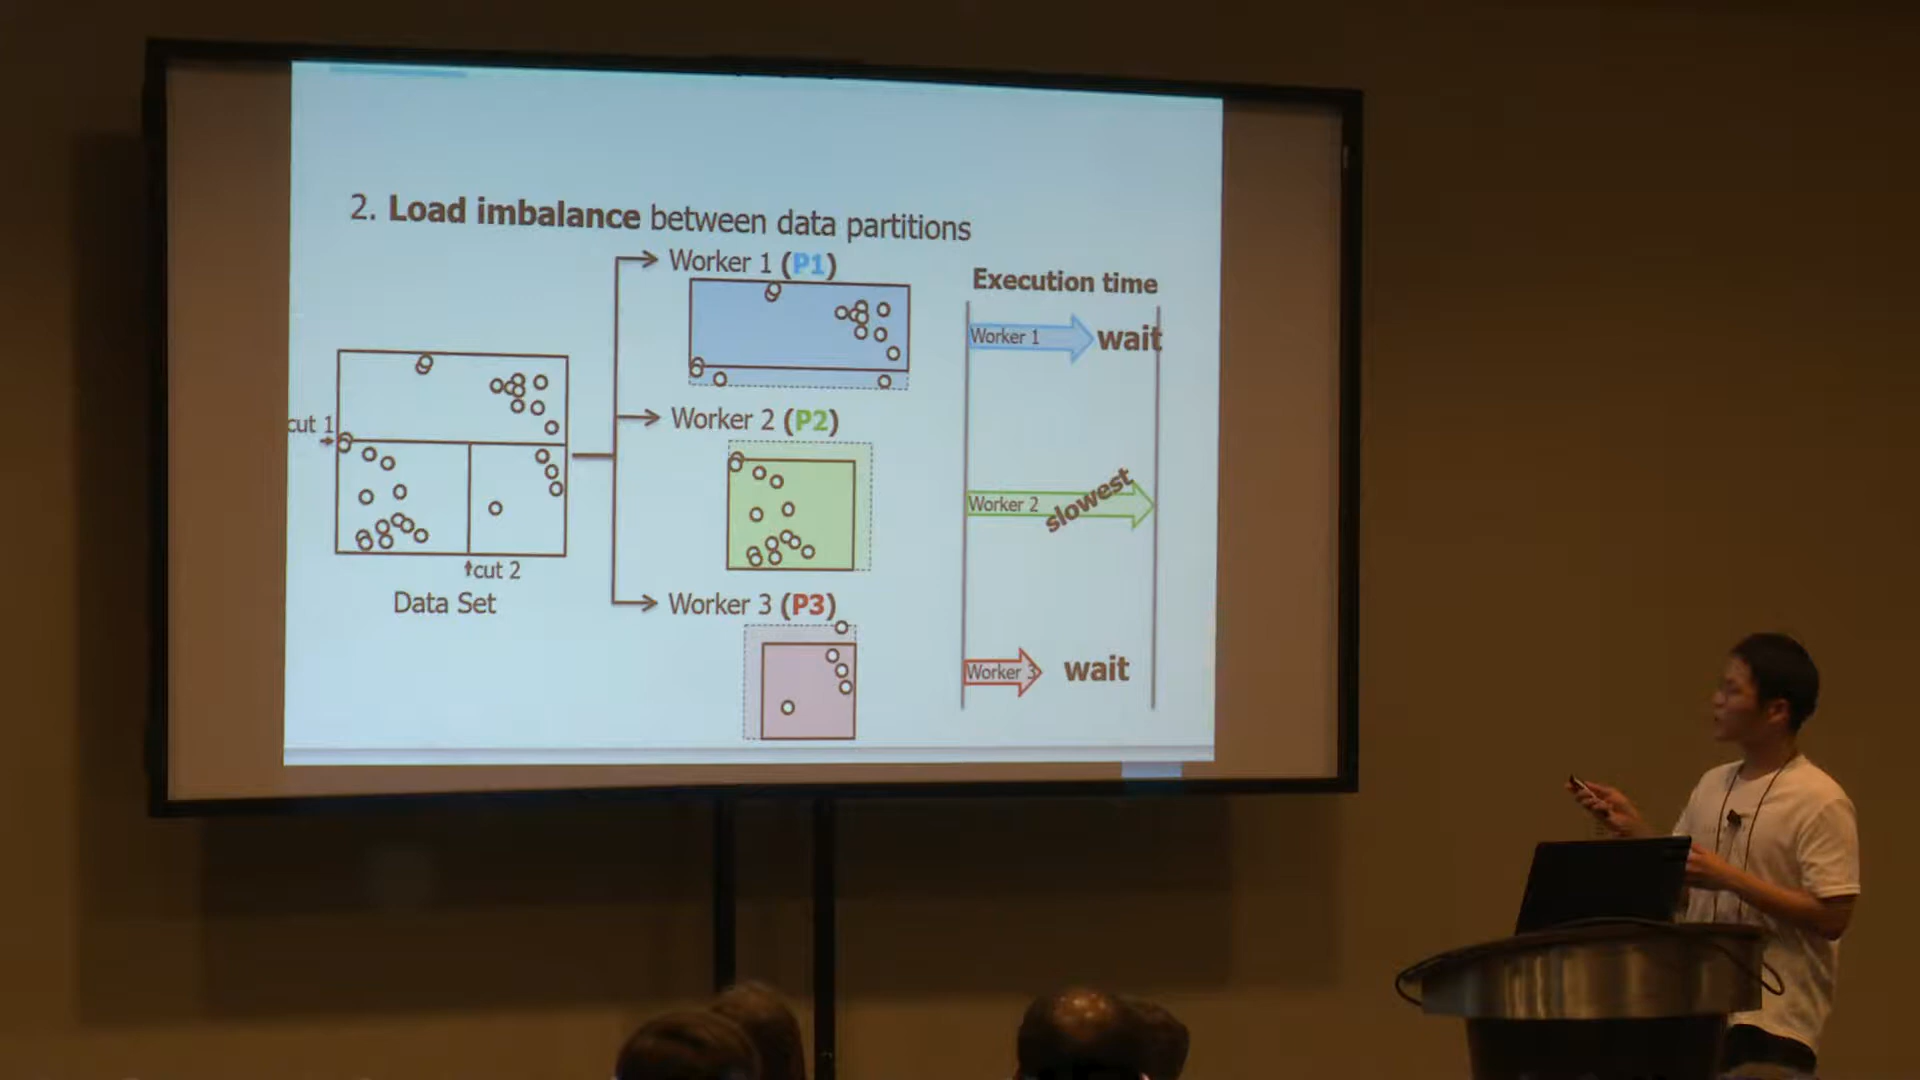 2. Load imbalance between data partitions
Worker 1 (P1)
Execution time
Worker 1
wait
cut 1
Worker 2 (P2)
Worker 2
slowest
cut 2
Data Set
Worker 3 (P3)
Worker 3
wait